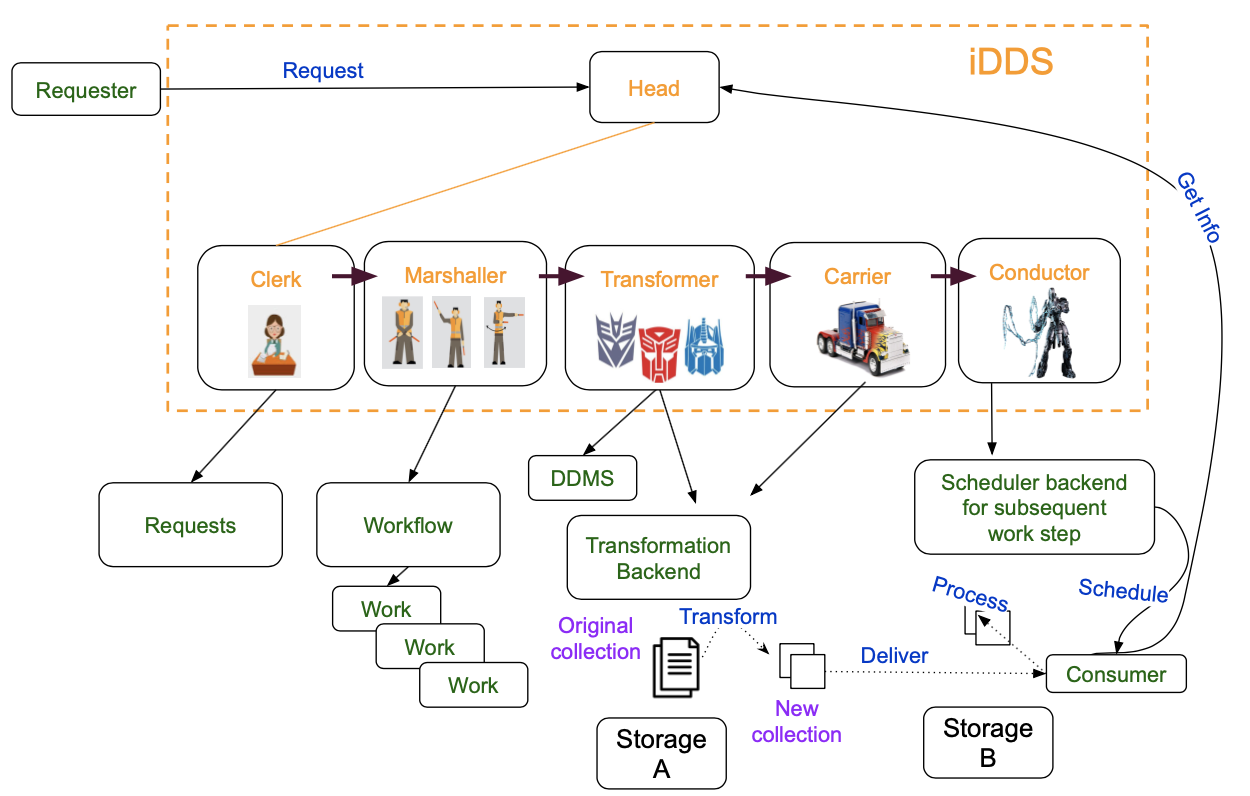 iDDS
Requester
Request
Head
Get Info
Clerk
Marshaller
Transformer
Carrier
Conductor
Requests
Workflow
DDMS
Scheduler backend
for subsequent
work step
Transformation
Backend
Work
Work
Work
Original
collection
Transform
Process
Schedule
Deliver
Consumer
New
collection
Storage
A
Storage
B